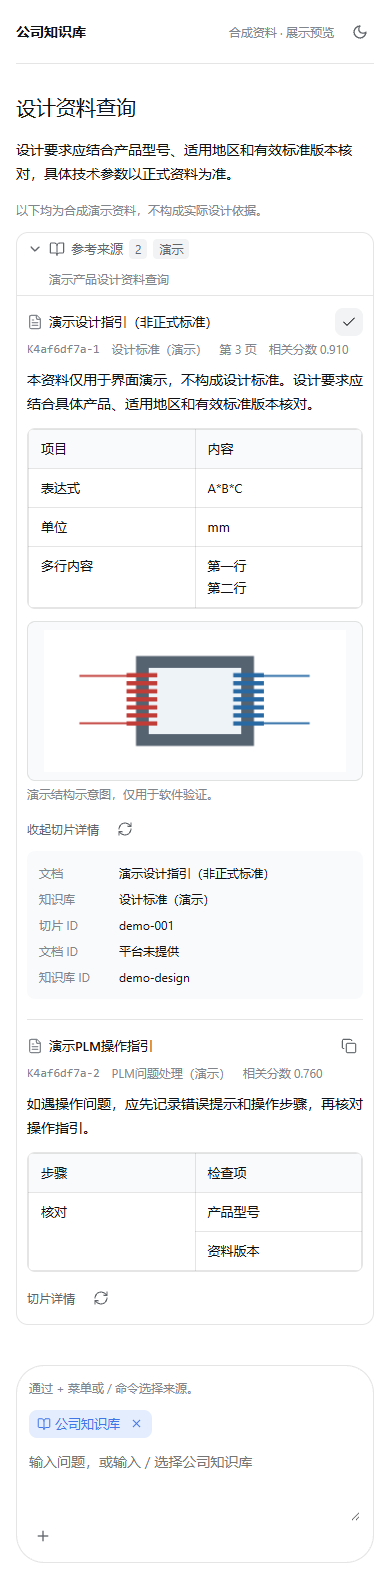 公司知识库
合成资料 · 展示预览
设计资料查询
设计要求应结合产品型号、适用地区和有效标准版本核
对，具体技术参数以正式资料为准。
以下均为合成演示资料，不构成实际设计依据。
参考来源 2 演示
演示产品设计资料查询
演示设计指引（非正式标准）
K4af6df7a-1 设计标准（演示） 第 3 页 相关分数 0.910
本资料仅用于界面演示，不构成设计标准。设计要求应
结合具体产品、适用地区和有效标准版本核对。
项目 内容
表达式 A*B*C
单位 mm
多行内容 第一行
第二行
演示结构示意图，仅用于软件验证。
收起切片详情
文档 演示设计指引（非正式标准）
知识库 设计标准（演示）
切片 ID demo-001
文档 ID 平台未提供
知识库 ID demo-design
演示PLM操作指引
K4af6df7a-2 PLM问题处理（演示） 相关分数 0.760
如遇操作问题，应先记录错误提示和操作步骤，再核对
操作指引。
步骤 检查项
核对 产品型号
资料版本
切片详情
通过 + 菜单或 / 命令选择来源。
公司知识库 ×
输入问题，或输入 / 选择公司知识库
+